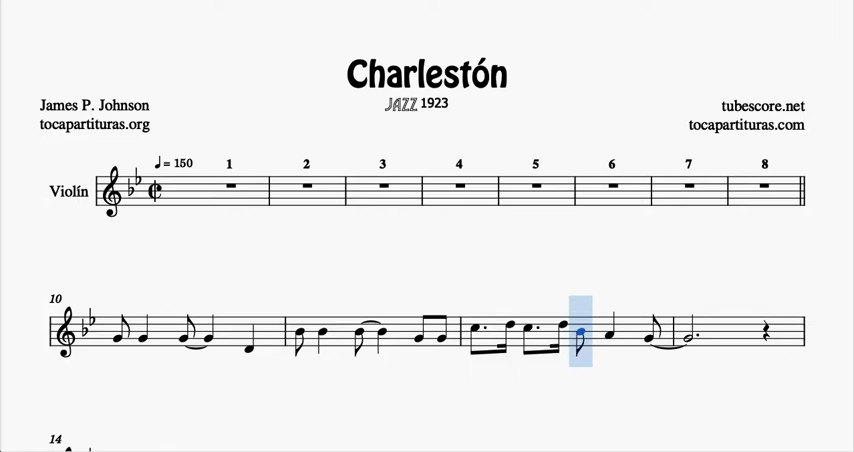 Charlestón
JAZZ 1923
James P. Johnson
tocapartituras.org
tubescore.net
tocapartituras.com
♩ = 150
1 2 3 4 5 6 7 8
Violín
10
14